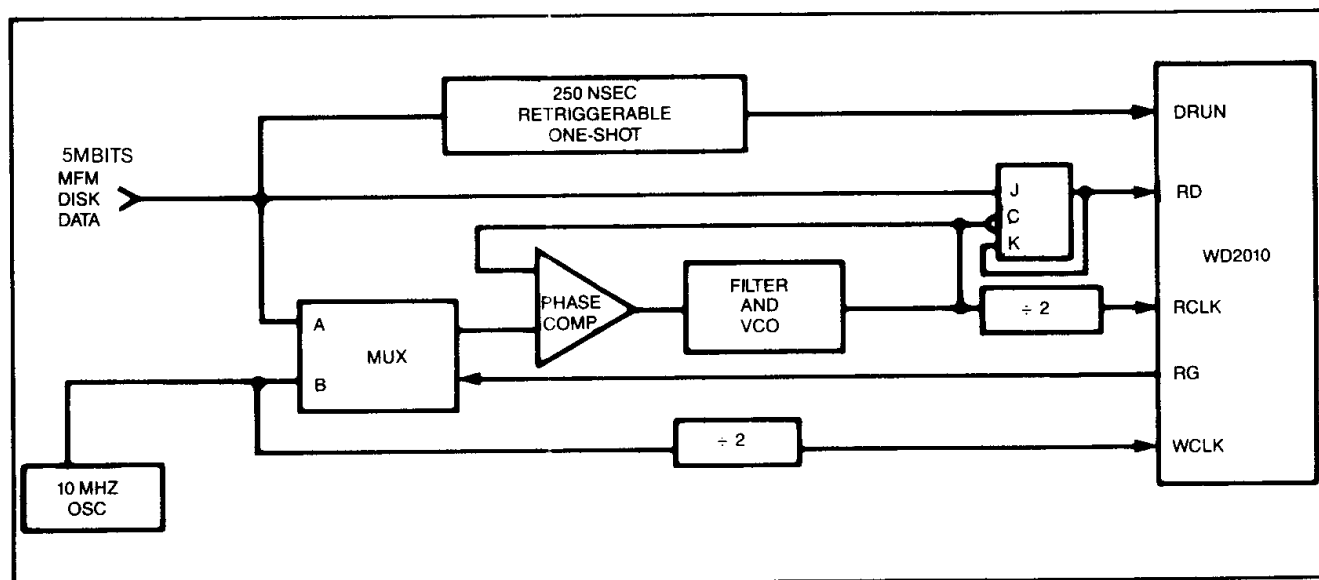 250 NSEC
RETRIGGERABLE
ONE-SHOT
DRUN
5MBITS
MFM
DISK
DATA
J
C
K
RD
WD2010
PHASE
COMP
FILTER
AND
VCO
÷ 2
RCLK
A
B
MUX
RG
÷ 2
WCLK
10 MHZ
OSC